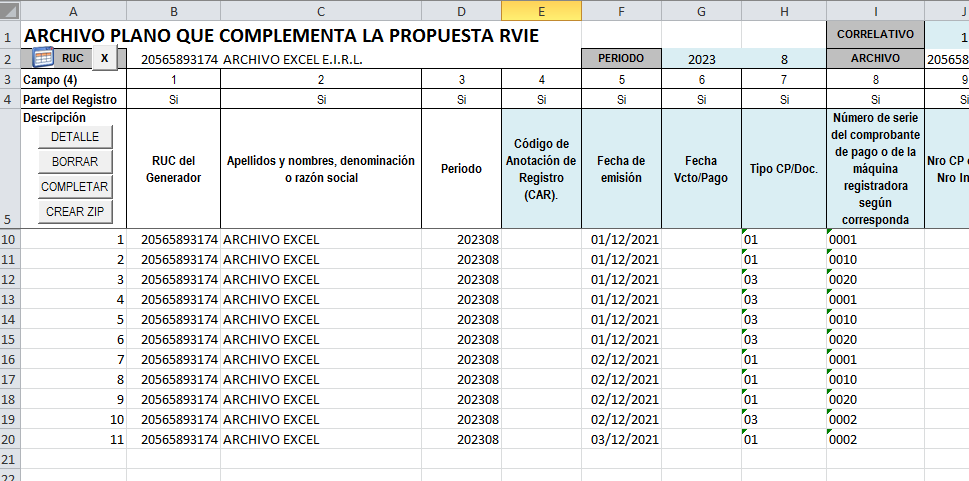 A B C D E F G H I J
1 ARCHIVO PLANO QUE COMPLEMENTA LA PROPUESTA RVIE CORRELATIVO 1
2 RUC X 20565893174 ARCHIVO EXCEL E.I.R.L. PERIODO 2023 8 ARCHIVO 205658
3 Campo (4) 1 2 3 4 5 6 7 8 9
4 Parte del Registro Si Si Si Si Si Si Si Si Si
5 Descripción
DETALLE
BORRAR
COMPLETAR
CREAR ZIP
RUC del
Generador
Apellidos y nombres, denominación
o razón social
Periodo
Código de
Anotación de
Registro
(CAR).
Fecha de
emisión
Fecha
Vcto/Pago
Tipo CP/Doc.
Número de serie
del comprobante
de pago o de la
máquina
registradora
según
corresponda
Nro CP
Nro In
10 1 20565893174 ARCHIVO EXCEL 202308 01/12/2021 01 0001
11 2 20565893174 ARCHIVO EXCEL 202308 01/12/2021 01 0010
12 3 20565893174 ARCHIVO EXCEL 202308 01/12/2021 03 0020
13 4 20565893174 ARCHIVO EXCEL 202308 01/12/2021 03 0001
14 5 20565893174 ARCHIVO EXCEL 202308 01/12/2021 03 0010
15 6 20565893174 ARCHIVO EXCEL 202308 01/12/2021 03 0020
16 7 20565893174 ARCHIVO EXCEL 202308 02/12/2021 01 0001
17 8 20565893174 ARCHIVO EXCEL 202308 02/12/2021 01 0010
18 9 20565893174 ARCHIVO EXCEL 202308 02/12/2021 01 0020
19 10 20565893174 ARCHIVO EXCEL 202308 02/12/2021 03 0002
20 11 20565893174 ARCHIVO EXCEL 202308 03/12/2021 01 0002
21
22